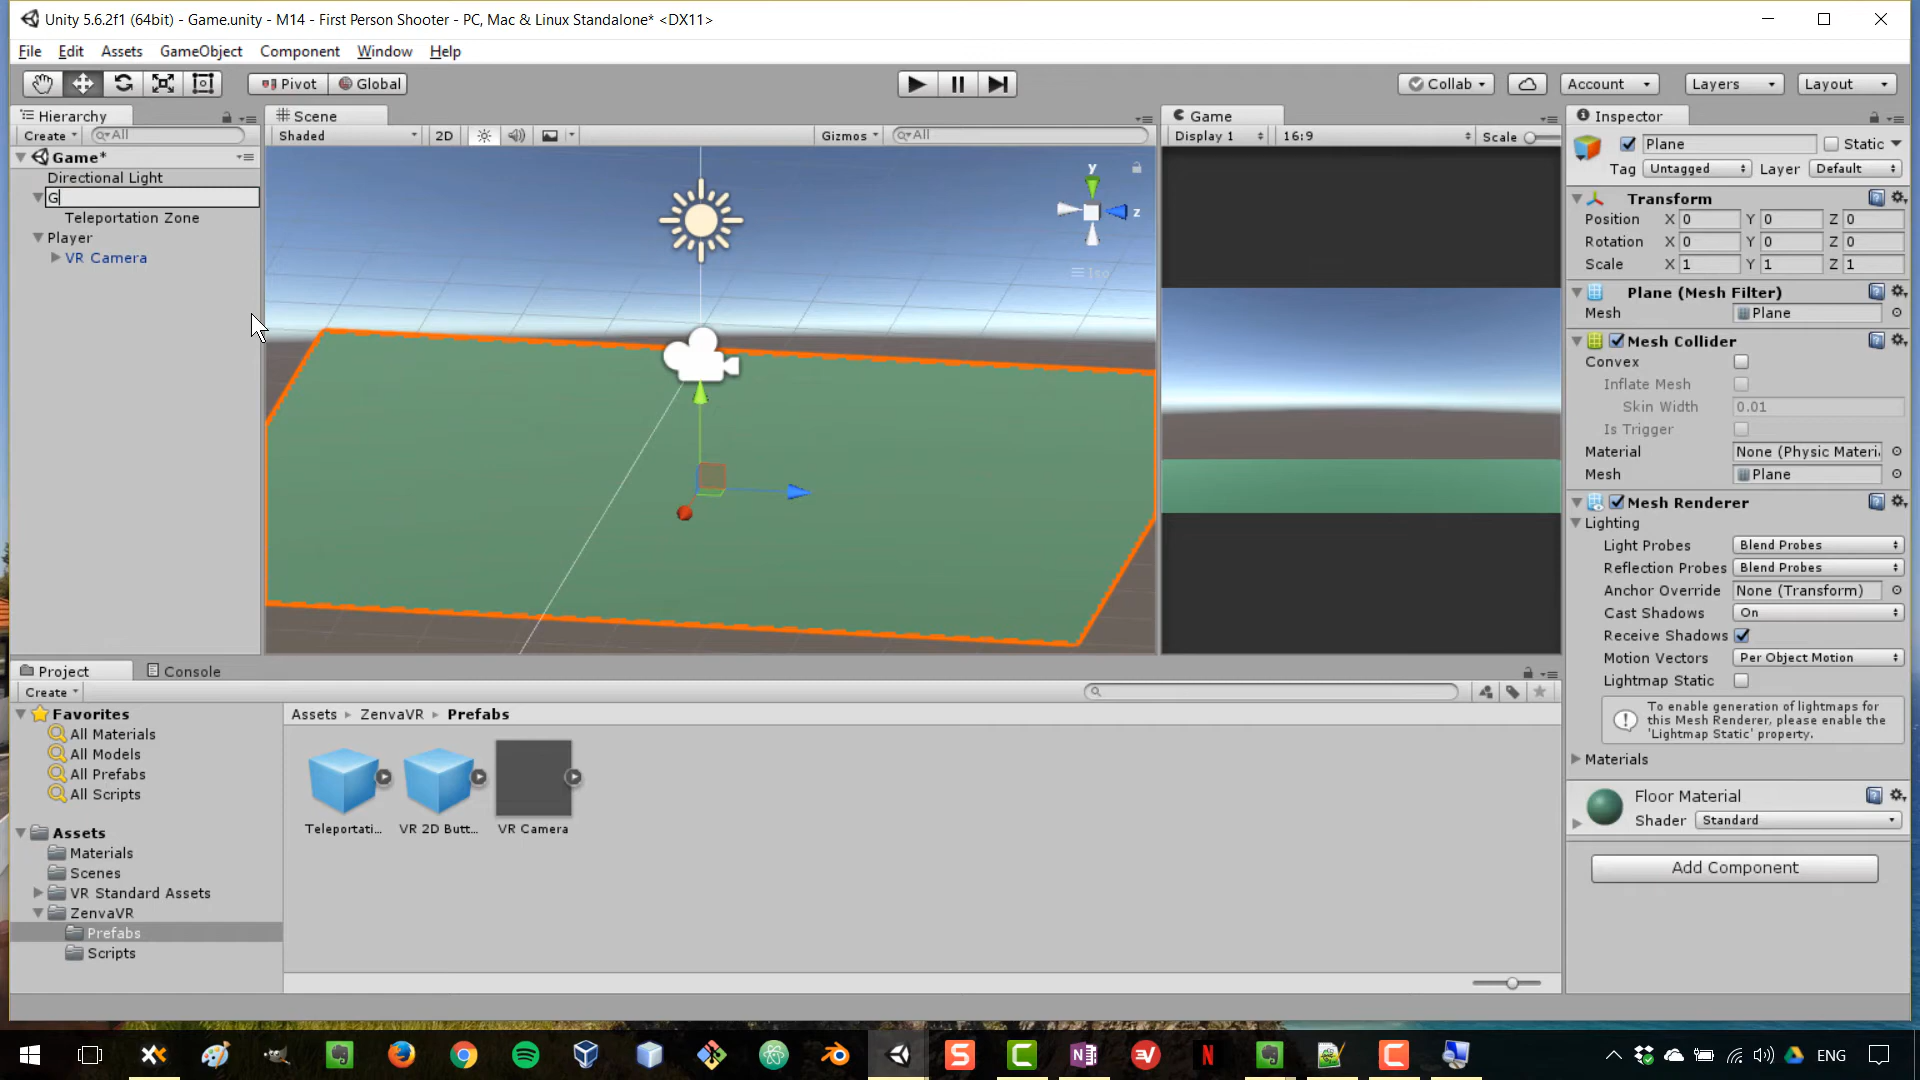 Unity 5.6.2f1 (64bit) - Game.unity - M14 - First Person Shooter - PC, Mac & Linux Standalone* <DX11>
File Edit Assets GameObject Component Window Help
Pivot Global Collab Account Layers Layout
Hierarchy
Create All
Game*
Directional Light
G
Teleportation Zone
Player
VR Camera
Scene
Shaded 2D Gizmos All
y
z
Iso
Game
Display 1 16:9 Scale
Inspector
Plane Static
Tag Untagged Layer Default
Transform
Position X 0 Y 0 Z 0
Rotation X 0 Y 0 Z 0
Scale X 1 Y 1 Z 1
Plane (Mesh Filter)
Mesh Plane
Mesh Collider
Convex
Inflate Mesh
Skin Width 0.01
Is Trigger
Material None (Physic Materi
Mesh Plane
Mesh Renderer
Lighting
Light Probes Blend Probes
Reflection Probes Blend Probes
Anchor Override None (Transform)
Cast Shadows On
Receive Shadows
Motion Vectors Per Object Motion
Lightmap Static
To enable generation of lightmaps for
this Mesh Renderer, please enable the
'Lightmap Static' property.
Materials
Floor Material
Shader Standard
Add Component
Project Console
Create
Favorites
All Materials
All Models
All Prefabs
All Scripts
Assets
Materials
Scenes
VR Standard Assets
ZenvaVR
Prefabs
Scripts
Assets ZenvaVR Prefabs
Teleportati... VR 2D Butt... VR Camera
ENG